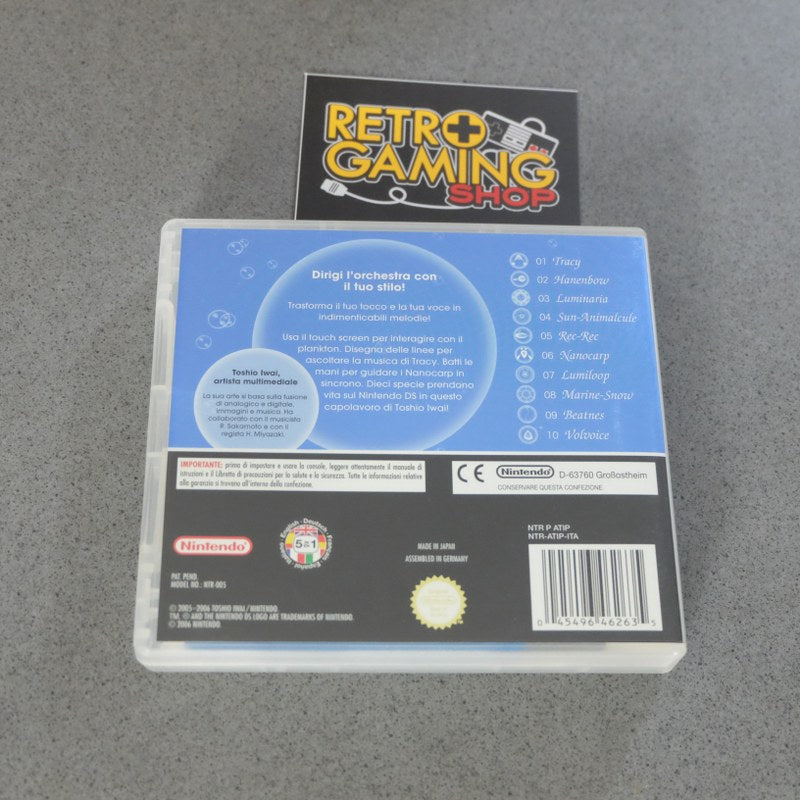 RETRO
GAMING
SHOP
Dirigi l'orchestra con
il tuo stilo!
Trasforma il tuo tocco e la tua voce in
indimenticabili melodie!
Usa il touch screen per interagire con il
plankton. Disegna delle linee per
ascoltare la musica di Tracy. Batti le
mani per guidare i Nanocarp in
sincrono. Dieci specie prendono
vita sul Nintendo DS in questo
capolavoro di Toshio Iwai!
Toshio Iwai,
artista multimediale
La sua arte si basa sulla fusione
di analogico e digitale,
immagini e musica. Ha
collaborato con il musicista
R. Sakamoto e con il
regista H. Miyazaki.
01 Tracy
02 Hanenbow
03 Luminaria
04 Sun-Animalcule
05 Rec-Rec
06 Nanocarp
07 Lumiloop
08 Marine-Snow
09 Beatnes
10 Volvoice
IMPORTANTE: prima di impostare e usare la console, leggere attentamente il manuale di
istruzioni e il Libretto di precauzioni per la salute e la sicurezza. Tutte le informazioni relative
alla garanzia si trovano all'interno della confezione.
CE Nintendo D-63760 Großostheim
CONSERVARE QUESTA CONFEZIONE
Nintendo
English · Deutsch · Français · Español · Italiano
5 in 1
MADE IN JAPAN
ASSEMBLED IN GERMANY
NTR P ATIP
NTR-ATIP-ITA
PAT. PEND.
MODEL NO.: NTR-005
© 2005-2006 TOSHIO IWAI/NINTENDO.
TM, ® AND THE NINTENDO DS LOGO ARE TRADEMARKS OF NINTENDO.
© 2006 NINTENDO.
0 45496 46263 5